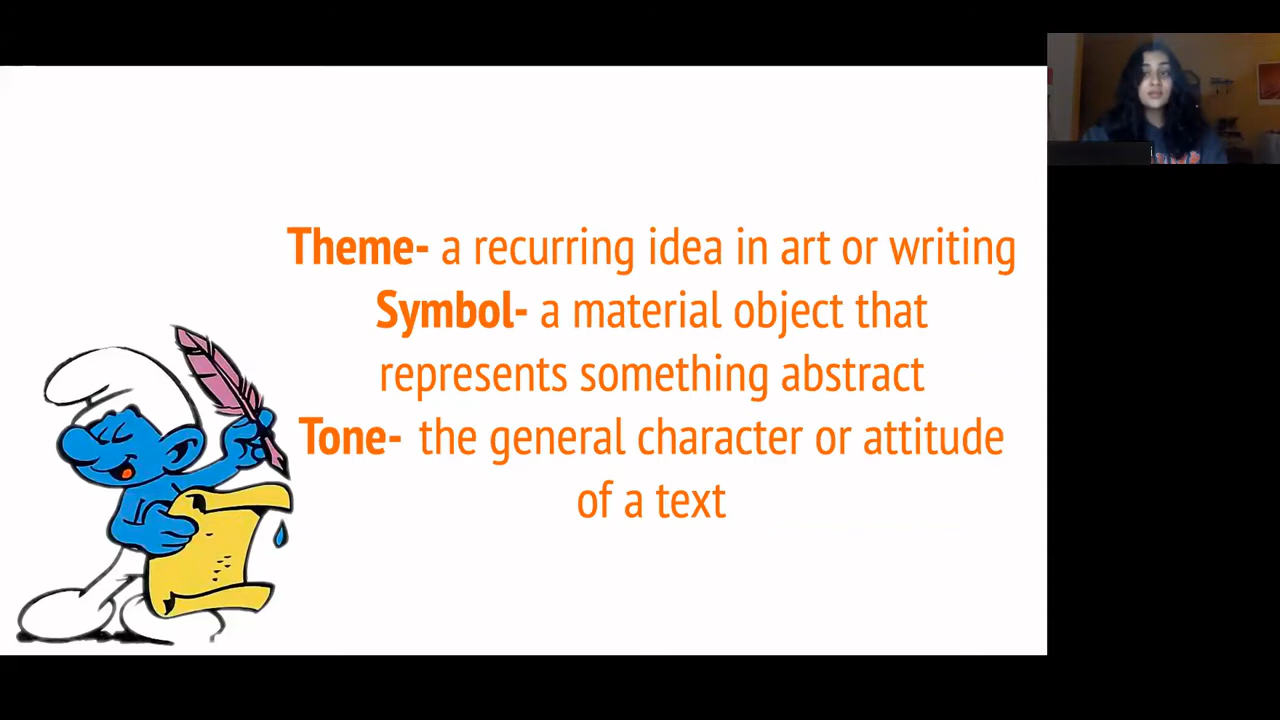 Theme- a recurring idea in art or writing
Symbol- a material object that
represents something abstract
Tone- the general character or attitude
of a text